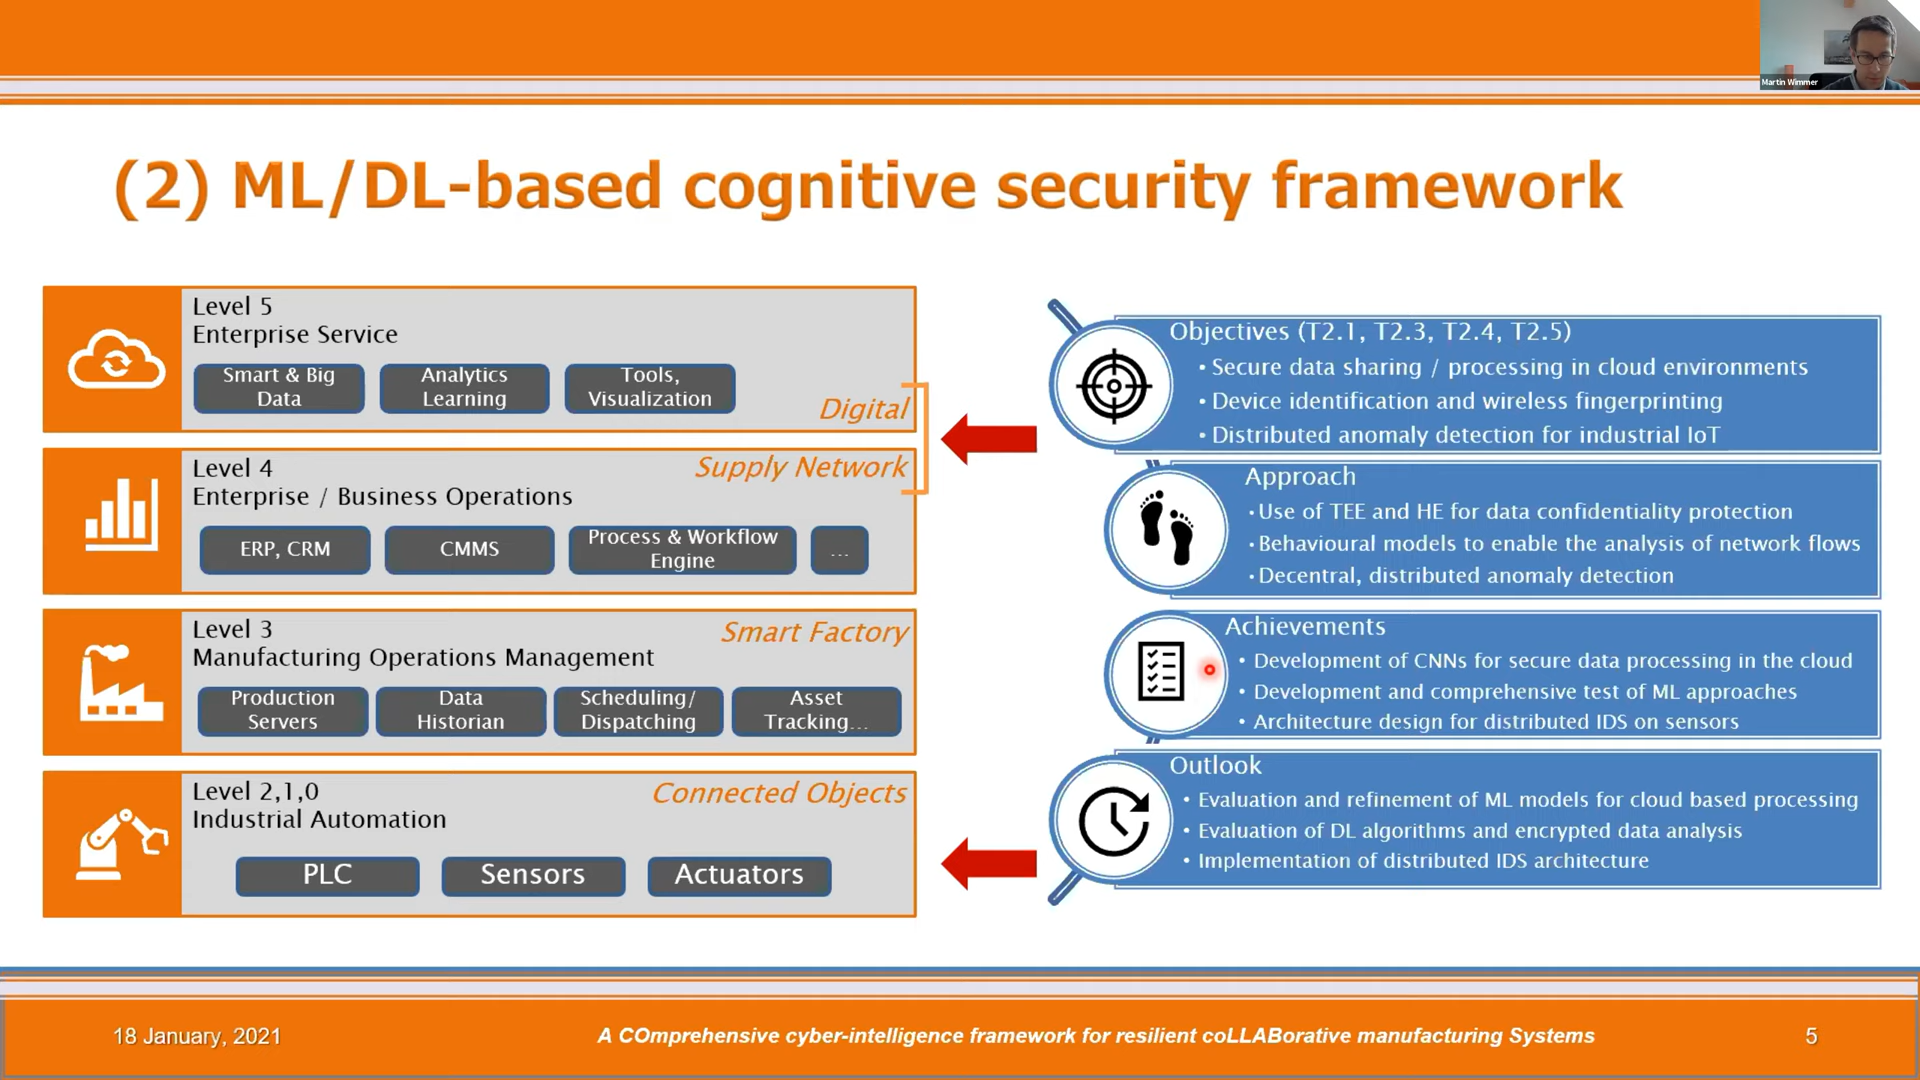 Martin Wimmer
(2) ML/DL-based cognitive security framework
Level 5
Enterprise Service
Smart & Big
Data
Analytics
Learning
Tools,
Visualization
Digital
Supply Network
Level 4
Enterprise / Business Operations
ERP, CRM
CMMS
Process & Workflow
Engine
...
Level 3
Manufacturing Operations Management
Smart Factory
Production
Servers
Data
Historian
Scheduling/
Dispatching
Asset
Tracking...
Level 2,1,0
Industrial Automation
Connected Objects
PLC
Sensors
Actuators
Objectives (T2.1, T2.3, T2.4, T2.5)
• Secure data sharing / processing in cloud environments
• Device identification and wireless fingerprinting
• Distributed anomaly detection for industrial IoT
Approach
• Use of TEE and HE for data confidentiality protection
• Behavioural models to enable the analysis of network flows
• Decentral, distributed anomaly detection
Achievements
• Development of CNNs for secure data processing in the cloud
• Development and comprehensive test of ML approaches
• Architecture design for distributed IDS on sensors
Outlook
• Evaluation and refinement of ML models for cloud based processing
• Evaluation of DL algorithms and encrypted data analysis
• Implementation of distributed IDS architecture
18 January, 2021
A COmprehensive cyber-intelligence framework for resilient coLLABorative manufacturing Systems
5